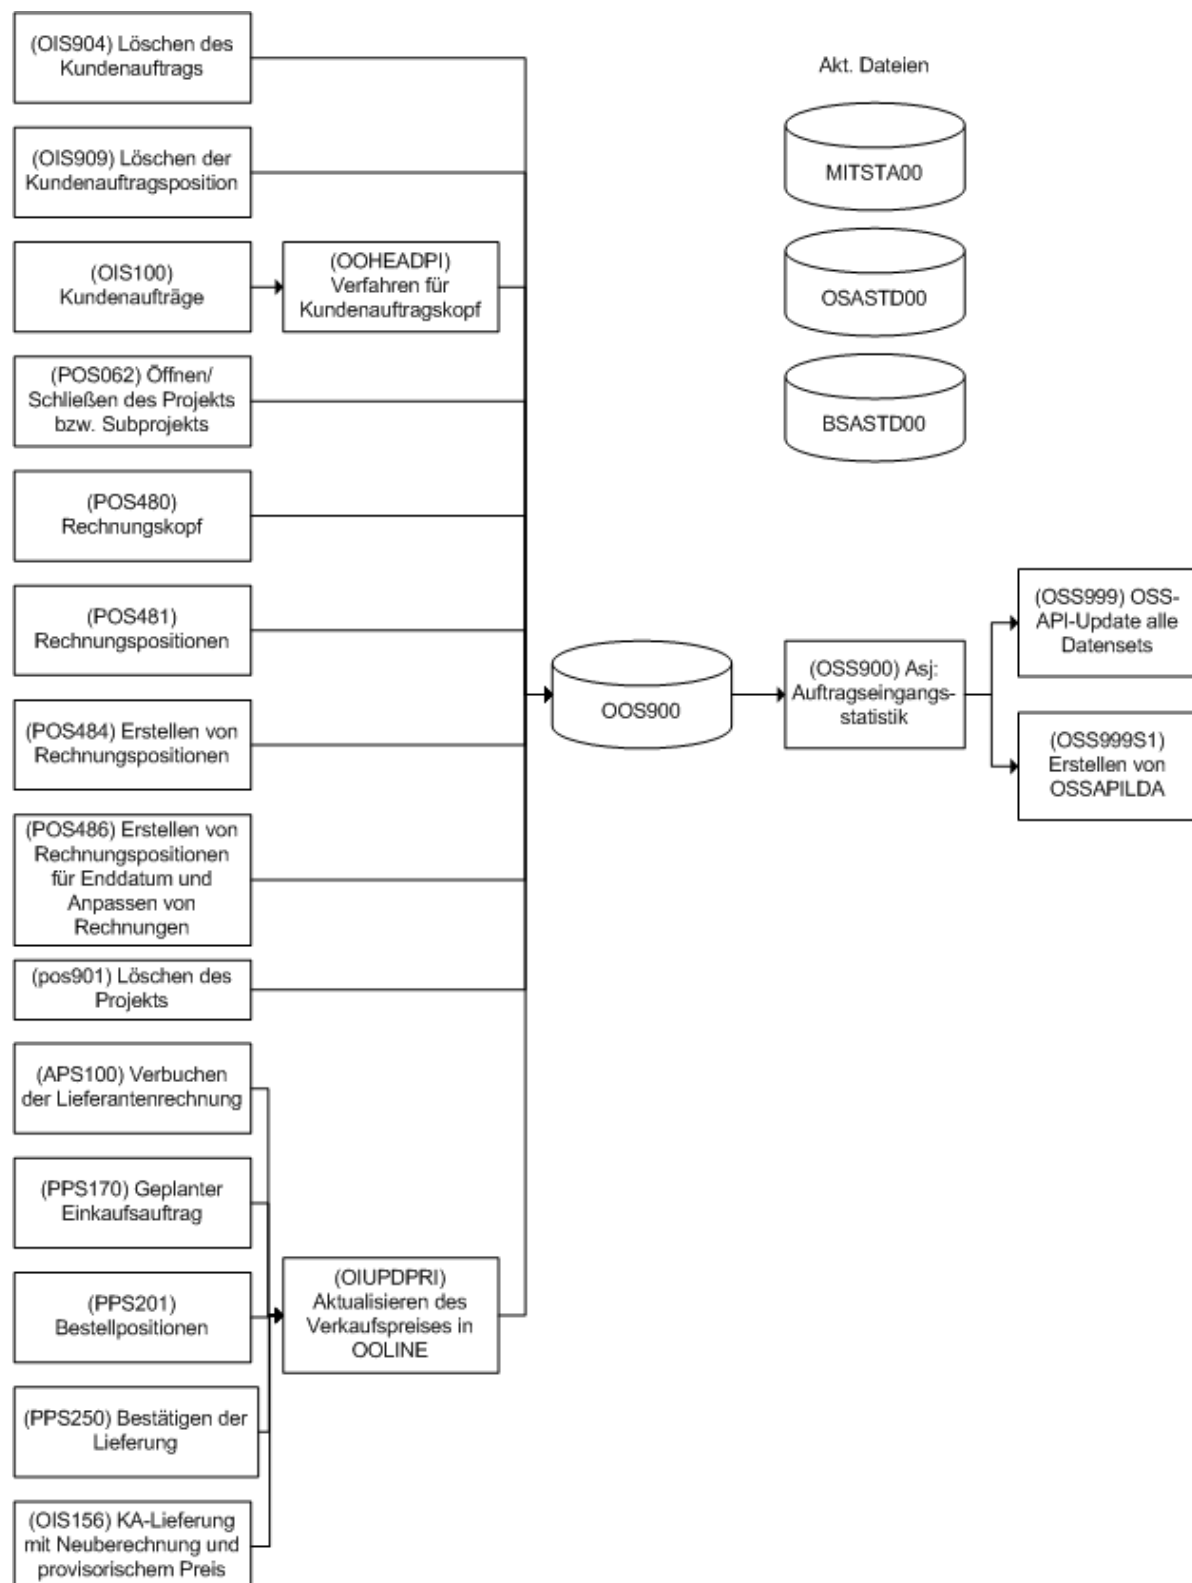 (OIS904) Löschen des
Kundenauftrags
(OIS909) Löschen der
Kundenauftragsposition
(OIS100)
Kundenaufträge
(OOHEADPI)
Verfahren für
Kundenauftragskopf
(POS062) Öffnen/
Schließen des Projekts
bzw. Subprojekts
(POS480)
Rechnungskopf
(POS481)
Rechnungspositionen
(POS484) Erstellen von
Rechnungspositionen
(POS486) Erstellen von
Rechnungspositionen
für Enddatum und
Anpassen von
Rechnungen
(pos901) Löschen des
Projekts
(APS100) Verbuchen
der Lieferantenrechnung
(PPS170) Geplanter
Einkaufsauftrag
(PPS201)
Bestellpositionen
(PPS250) Bestätigen der
Lieferung
(OIS156) KA-Lieferung
mit Neuberechnung und
provisorischem Preis
(OIUPDPRI)
Aktualisieren des
Verkaufspreises in
OOLINE
Akt. Dateien
MITSTA00
OSASTD00
BSASTD00
OOS900
(OSS900) Asj:
Auftragseingangs-
statistik
(OSS999) OSS-
API-Update alle
Datensets
(OSS999S1)
Erstellen von
OSSAPILDA